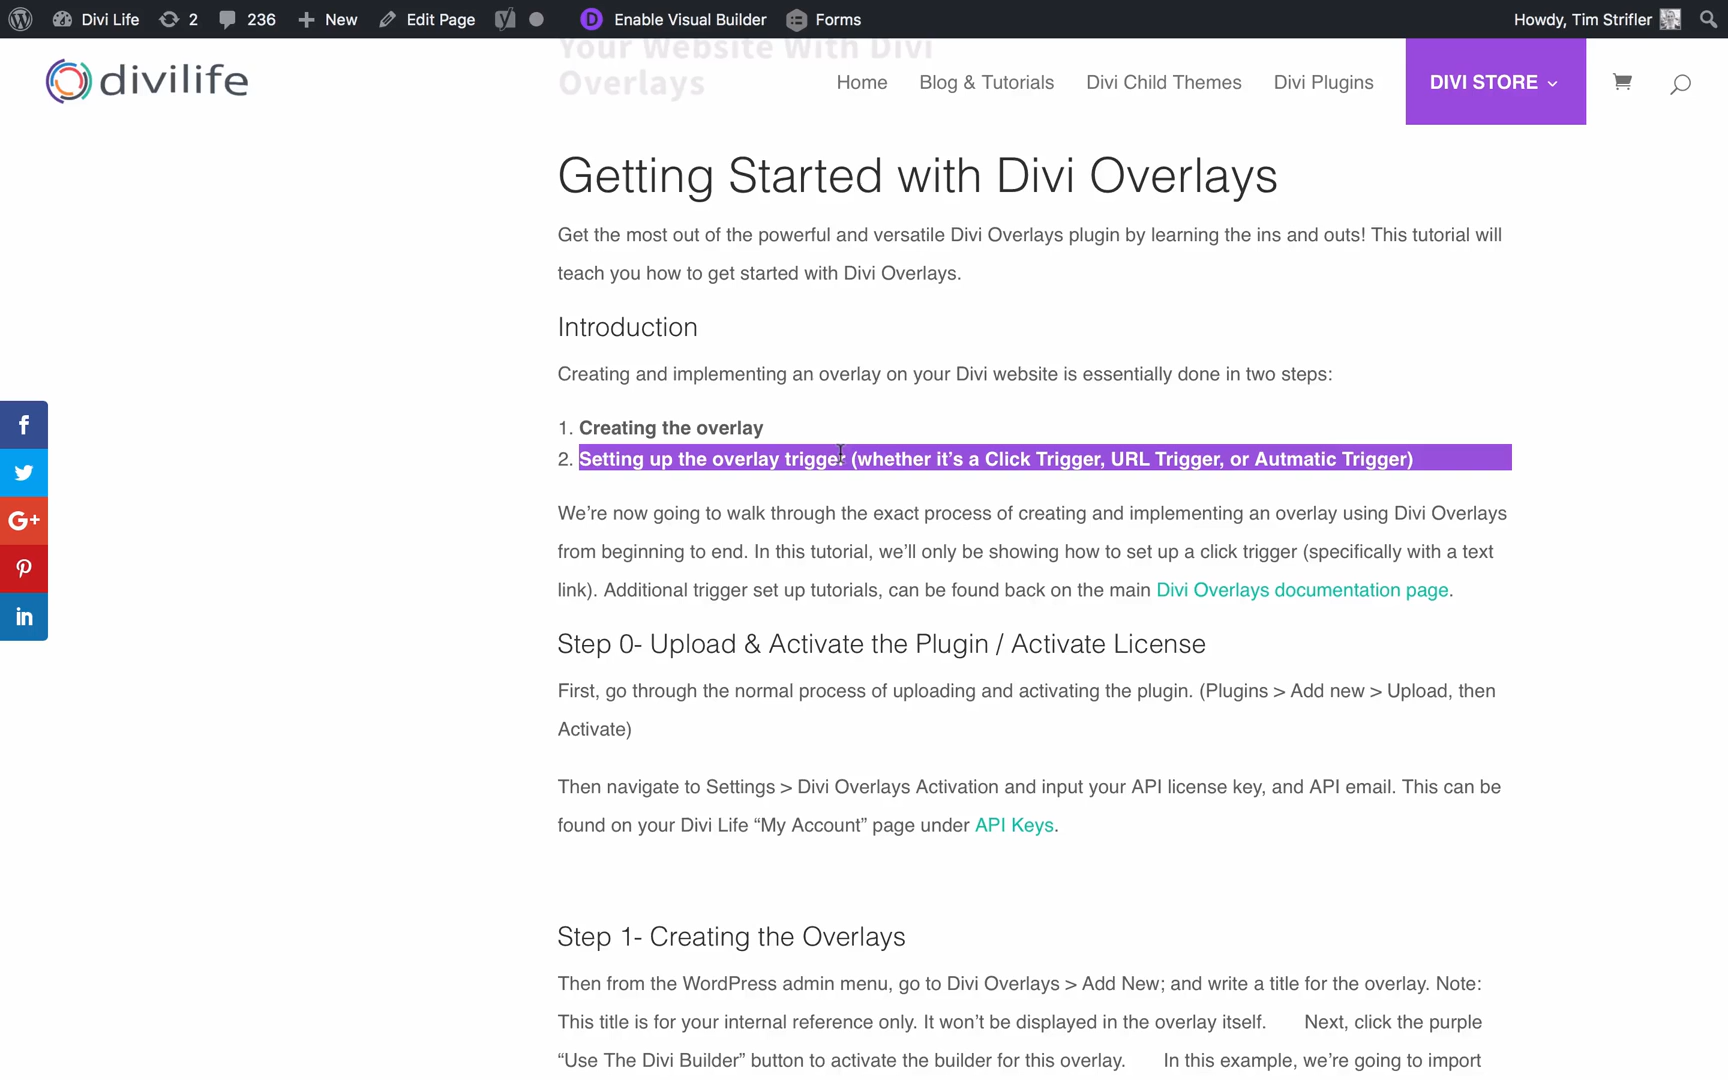 Divi Life 2 236 New Edit Page Enable Visual Builder Forms Howdy, Tim Strifler
Your Website With Divi
Overlays
divilife
Home Blog & Tutorials Divi Child Themes Divi Plugins DIVI STORE
Getting Started with Divi Overlays
Get the most out of the powerful and versatile Divi Overlays plugin by learning the ins and outs! This tutorial will
teach you how to get started with Divi Overlays.
Introduction
Creating and implementing an overlay on your Divi website is essentially done in two steps:
1. Creating the overlay
2. Setting up the overlay trigger (whether it’s a Click Trigger, URL Trigger, or Autmatic Trigger)
We’re now going to walk through the exact process of creating and implementing an overlay using Divi Overlays
from beginning to end. In this tutorial, we’ll only be showing how to set up a click trigger (specifically with a text
link). Additional trigger set up tutorials, can be found back on the main Divi Overlays documentation page.
Step 0- Upload & Activate the Plugin / Activate License
First, go through the normal process of uploading and activating the plugin. (Plugins > Add new > Upload, then
Activate)
Then navigate to Settings > Divi Overlays Activation and input your API license key, and API email. This can be
found on your Divi Life “My Account” page under API Keys.
Step 1- Creating the Overlays
Then from the WordPress admin menu, go to Divi Overlays > Add New; and write a title for the overlay. Note:
This title is for your internal reference only. It won’t be displayed in the overlay itself. Next, click the purple
“Use The Divi Builder” button to activate the builder for this overlay. In this example, we’re going to import